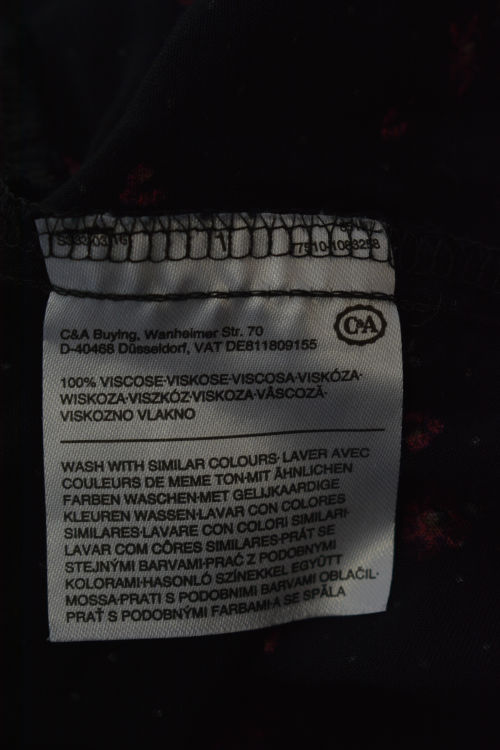 C&A Buying, Wanheimer Str. 70
D-40468 Düsseldorf, VAT DE811809155
C&A
100% VISCOSE·VISKOSE·VISCOSA·VISKÓZA·
WISKOZA·VISZKÓZ·VISKOZA·VÂSCOZĂ·
VISKOZNO VLAKNO
WASH WITH SIMILAR COLOURS· LAVER AVEC
COULEURS DE MEME TON·MIT ÄHNLICHEN
FARBEN WASCHEN·MET GELIJKAARDIGE
KLEUREN WASSEN·LAVAR CON COLORES
SIMILARES·LAVARE CON COLORI SIMILARI·
LAVAR COM CÔRES SIMILARES·PRÁT SE
STEJNÝMI BARVAMI·PRAĆ Z PODOBNYMI
KOLORAMI·HASONLÓ SZÍNEKKEL EGYÜTT
MOSSA·PRATI S PODOBNIMI BARVAMI OBLAČIL·
PRAŤ S PODOBNÝMI FARBAMI·A SE SPĂLA